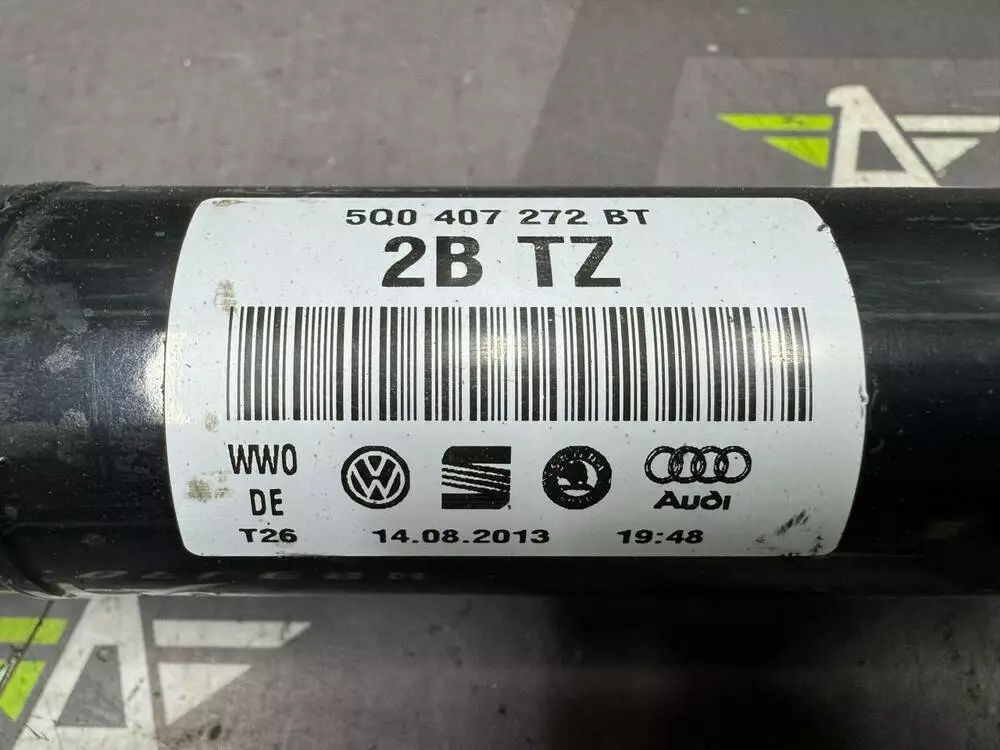 5Q0 407 272 BT
2B TZ
WWO
DE
Audi
T26 14.08.2013 19:48